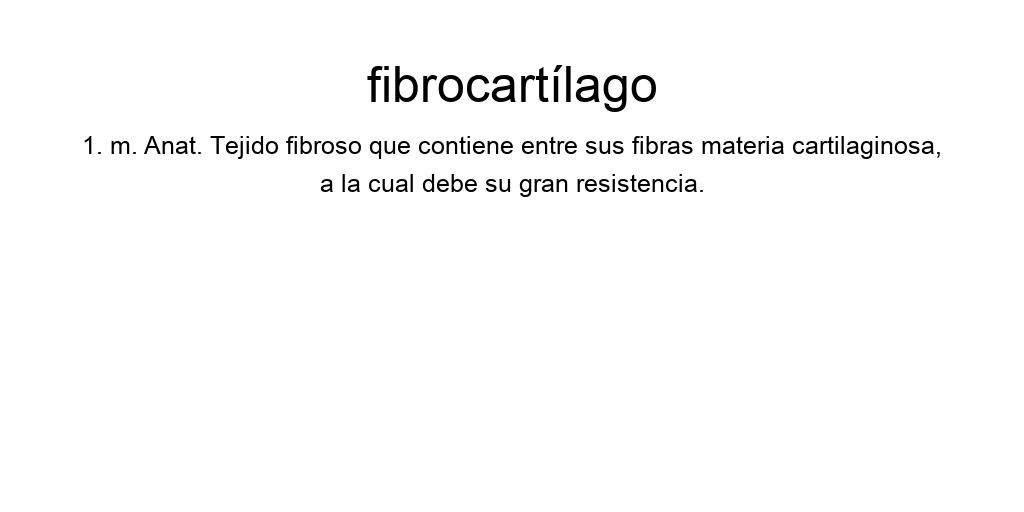 fibrocartílago
1. m. Anat. Tejido fibroso que contiene entre sus fibras materia cartilaginosa,
a la cual debe su gran resistencia.